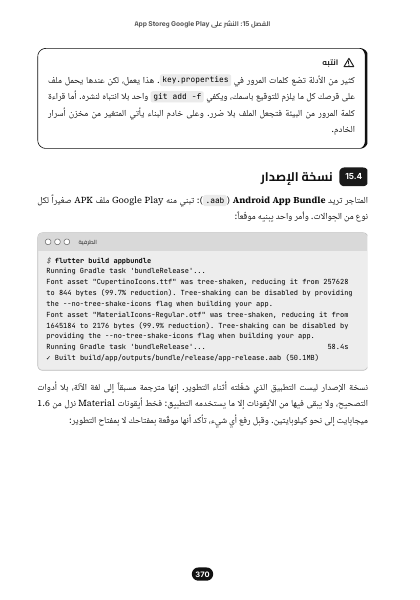 الفصل 15: النشر على Google Play وApp Store
انتبه
كثير من الأدلة تضع كلمات المرور في key.properties. هذا يعمل، لكن عندها يحمل ملف
على قرصك كل ما يلزم للتوقيع باسمك، ويكفي git add -f واحد بلا انتباه لنشره. أما قراءة
كلمة المرور من البيئة فتجعل الملف بلا ضرر. وعلى خادم البناء يأتي المتغير من مخزن أسرار
الخادم.
15.4 نسخة الإصدار
المتاجر تريد Android App Bundle (.aab): تبني منه Google Play ملف APK صغيراً لكل
نوع من الجوالات. وأمر واحد يبنيه موقعاً:
الطرفية
$ flutter build appbundle
Running Gradle task 'bundleRelease'...
Font asset "CupertinoIcons.ttf" was tree-shaken, reducing it from 257628
to 844 bytes (99.7% reduction). Tree-shaking can be disabled by providing
the --no-tree-shake-icons flag when building your app.
Font asset "MaterialIcons-Regular.otf" was tree-shaken, reducing it from
1645184 to 2176 bytes (99.9% reduction). Tree-shaking can be disabled by
providing the --no-tree-shake-icons flag when building your app.
Running Gradle task 'bundleRelease'... 58.4s
✓ Built build/app/outputs/bundle/release/app-release.aab (50.1MB)
نسخة الإصدار ليست التطبيق الذي شغّلته أثناء التطوير. إنها مترجمة مسبقاً إلى لغة الآلة، بلا أدوات
التصحيح، ولا يبقى فيها من الأيقونات إلا ما يستخدمه التطبيق: فخط أيقونات Material نزل من 1.6
ميجابايت إلى نحو كيلوبايتين. وقبل رفع أي شيء، تأكد أنها موقّعة بمفتاحك لا بمفتاح التطوير:
370